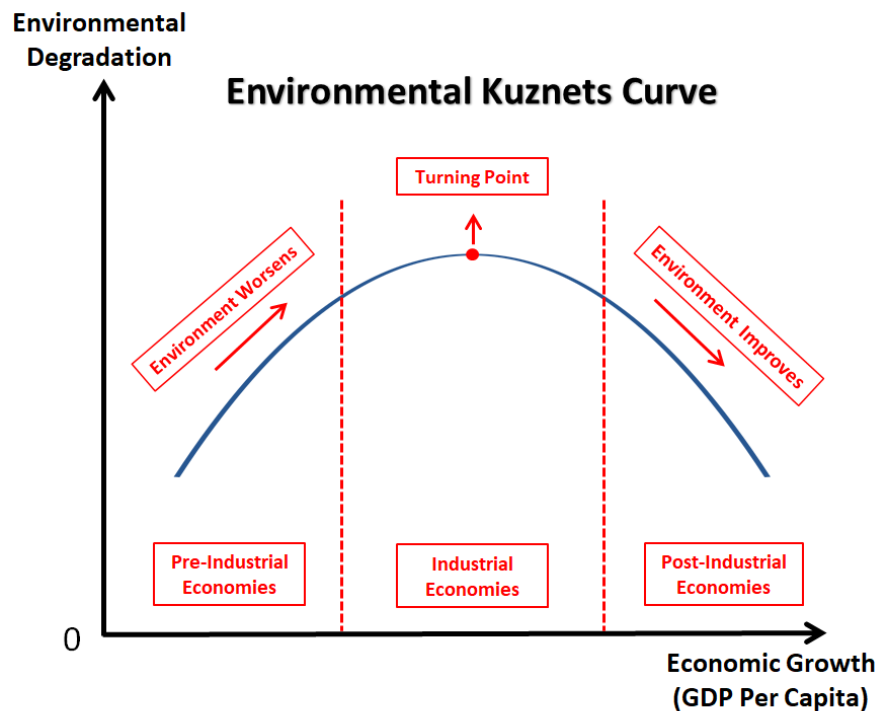 Environmental
Degradation
Environmental Kuznets Curve
Turning Point
Environment Worsens
Environment Improves
Pre-Industrial
Economies
Industrial
Economies
Post-Industrial
Economies
0
Economic Growth
(GDP Per Capita)